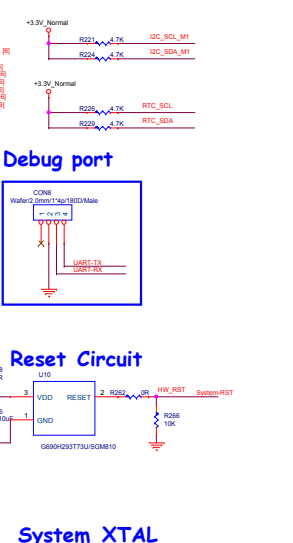 +3.3V_Normal
R221 4.7K I2C_SCL_M1
R224 4.7K I2C_SDA_M1
[6]
+3.3V_Normal
R226 4.7K RTC_SCL
R229 4.7K RTC_SDA
Debug port
CON8
Wafer/2.0mm/1*4p/180D/Male
1 2 3 4
UART-TX
UART-RX
Reset Circuit
U10
3 VDD RESET 2 R262 0R HW_RST System-RST
1 GND
R266
10K
G690H293T73U/SGM810
System XTAL